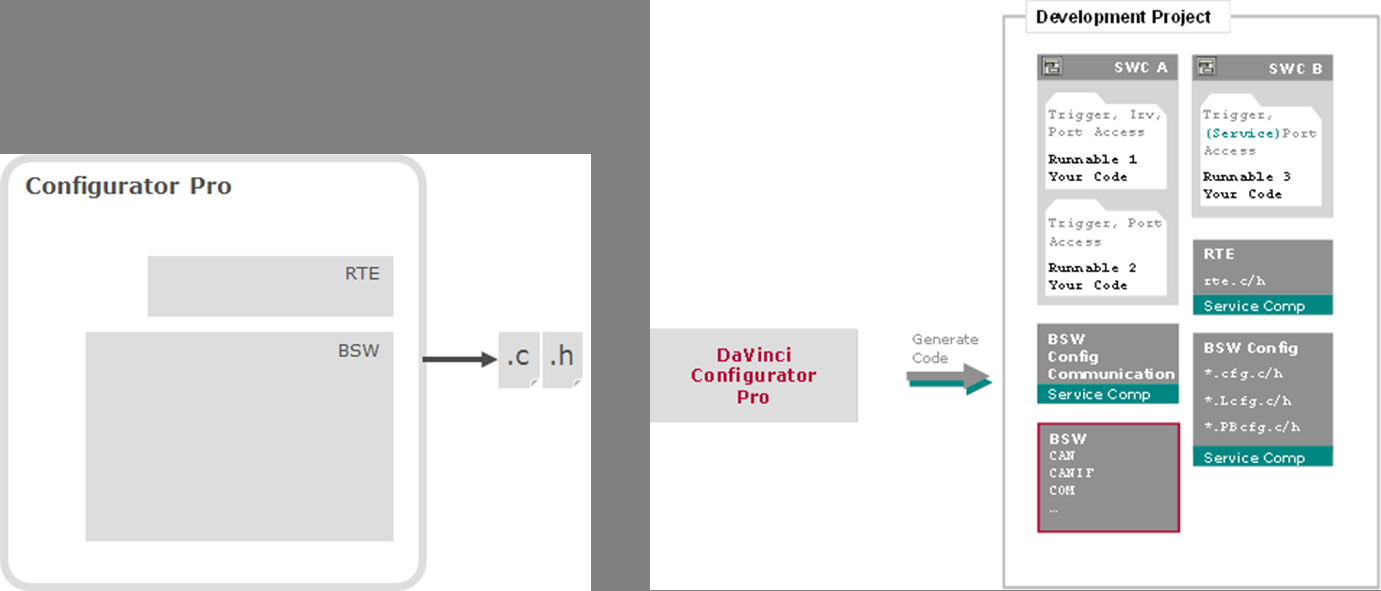 Configurator Pro
RTE
BSW
.c
.h
DaVinci
Configurator
Pro
Generate
Code
Development Project
SWC A
Trigger, Irv,
Port Access
Runnable 1
Your Code
Trigger, Port
Access
Runnable 2
Your Code
SWC B
Trigger,
(Service)Port
Access
Runnable 3
Your Code
RTE
rte.c/h
Service Comp
BSW
Config
Communication
Service Comp
BSW Config
*.cfg.c/h
*.Lcfg.c/h
*.PBcfg.c/h
Service Comp
BSW
CAN
CANIF
COM
…